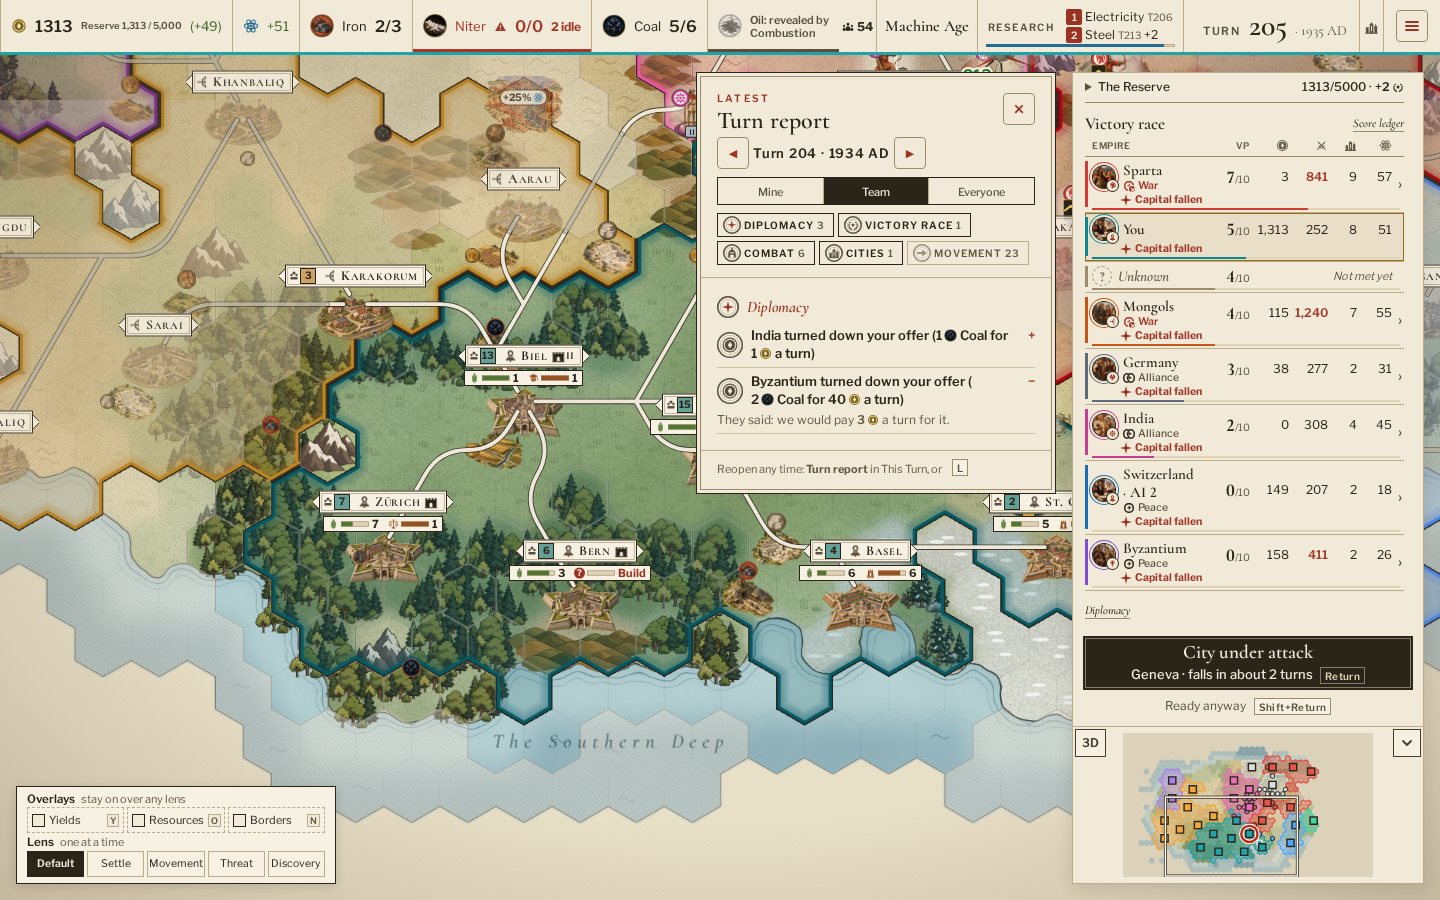 1313 Reserve 1,313 / 5,000 (+49) +51 Iron 2/3 Niter 0/0 2 idle Coal 5/6 Oil: revealed by Combustion 54 Machine Age RESEARCH 1 Electricity T206 2 Steel T213 +2 TURN 205 · 1935 AD
KHANBALIQ
+25%
AARAU
GDU
3 KARAKORUM
SARAI
13 BIEL II
1 1
15
ALIQ
7 ZÜRICH
7 1
6 BERN
3 ? Build
4 BASEL
6 6
2 ST.
5
The Southern Deep
LATEST
Turn report
×
Turn 204 · 1934 AD
Mine Team Everyone
DIPLOMACY 3 VICTORY RACE 1
COMBAT 6 CITIES 1 MOVEMENT 23
Diplomacy
India turned down your offer (1 Coal for +
1 a turn)
Byzantium turned down your offer ( −
2 Coal for 40 a turn)
They said: we would pay 3 a turn for it.
Reopen any time: Turn report in This Turn, or L
The Reserve 1313/5000 · +2
Victory race Score ledger
EMPIRE VP
Sparta 7/10 3 841 9 57 ›
War
Capital fallen
You 5/10 1,313 252 8 51
Capital fallen
? Unknown 4/10 Not met yet
Mongols 4/10 115 1,240 7 55 ›
War
Capital fallen
Germany 3/10 38 277 2 31 ›
Alliance
Capital fallen
India 2/10 0 308 4 45 ›
Alliance
Capital fallen
Switzerland
· AI 2 0/10 149 207 2 18 ›
Peace
Capital fallen
Byzantium 0/10 158 411 2 26 ›
Peace
Capital fallen
Diplomacy
City under attack
Geneva · falls in about 2 turns Return
Ready anyway Shift+Return
3D
Overlays stay on over any lens
Yields Y Resources O Borders N
Lens one at a time
Default Settle Movement Threat Discovery